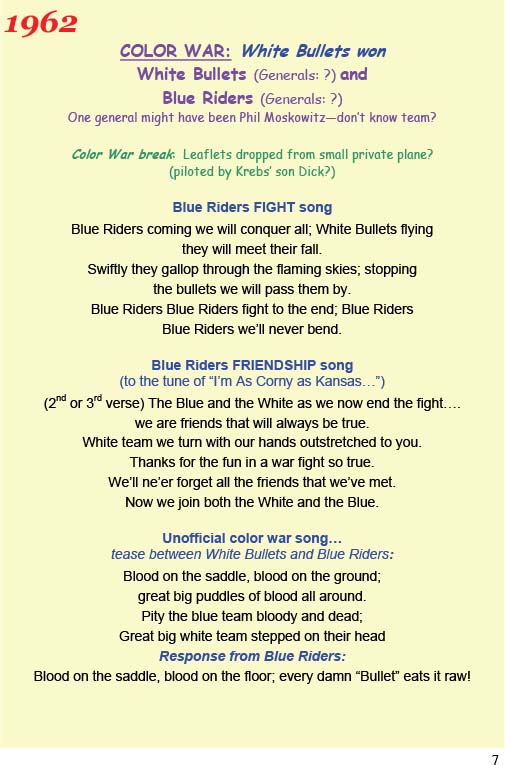 1962
COLOR WAR: White Bullets won
White Bullets (Generals: ?) and
Blue Riders (Generals: ?)
One general might have been Phil Moskowitz—don't know team?
Color War break: Leaflets dropped from small private plane?
(piloted by Krebs' son Dick?)
Blue Riders FIGHT song
Blue Riders coming we will conquer all; White Bullets flying
they will meet their fall.
Swiftly they gallop through the flaming skies; stopping
the bullets we will pass them by.
Blue Riders Blue Riders fight to the end; Blue Riders
Blue Riders we'll never bend.
Blue Riders FRIENDSHIP song
(to the tune of "I'm As Corny as Kansas…")
(2nd or 3rd verse) The Blue and the White as we now end the fight….
we are friends that will always be true.
White team we turn with our hands outstretched to you.
Thanks for the fun in a war fight so true.
We'll ne'er forget all the friends that we've met.
Now we join both the White and the Blue.
Unofficial color war song…
tease between White Bullets and Blue Riders:
Blood on the saddle, blood on the ground;
great big puddles of blood all around.
Pity the blue team bloody and dead;
Great big white team stepped on their head
Response from Blue Riders:
Blood on the saddle, blood on the floor; every damn "Bullet" eats it raw!
7